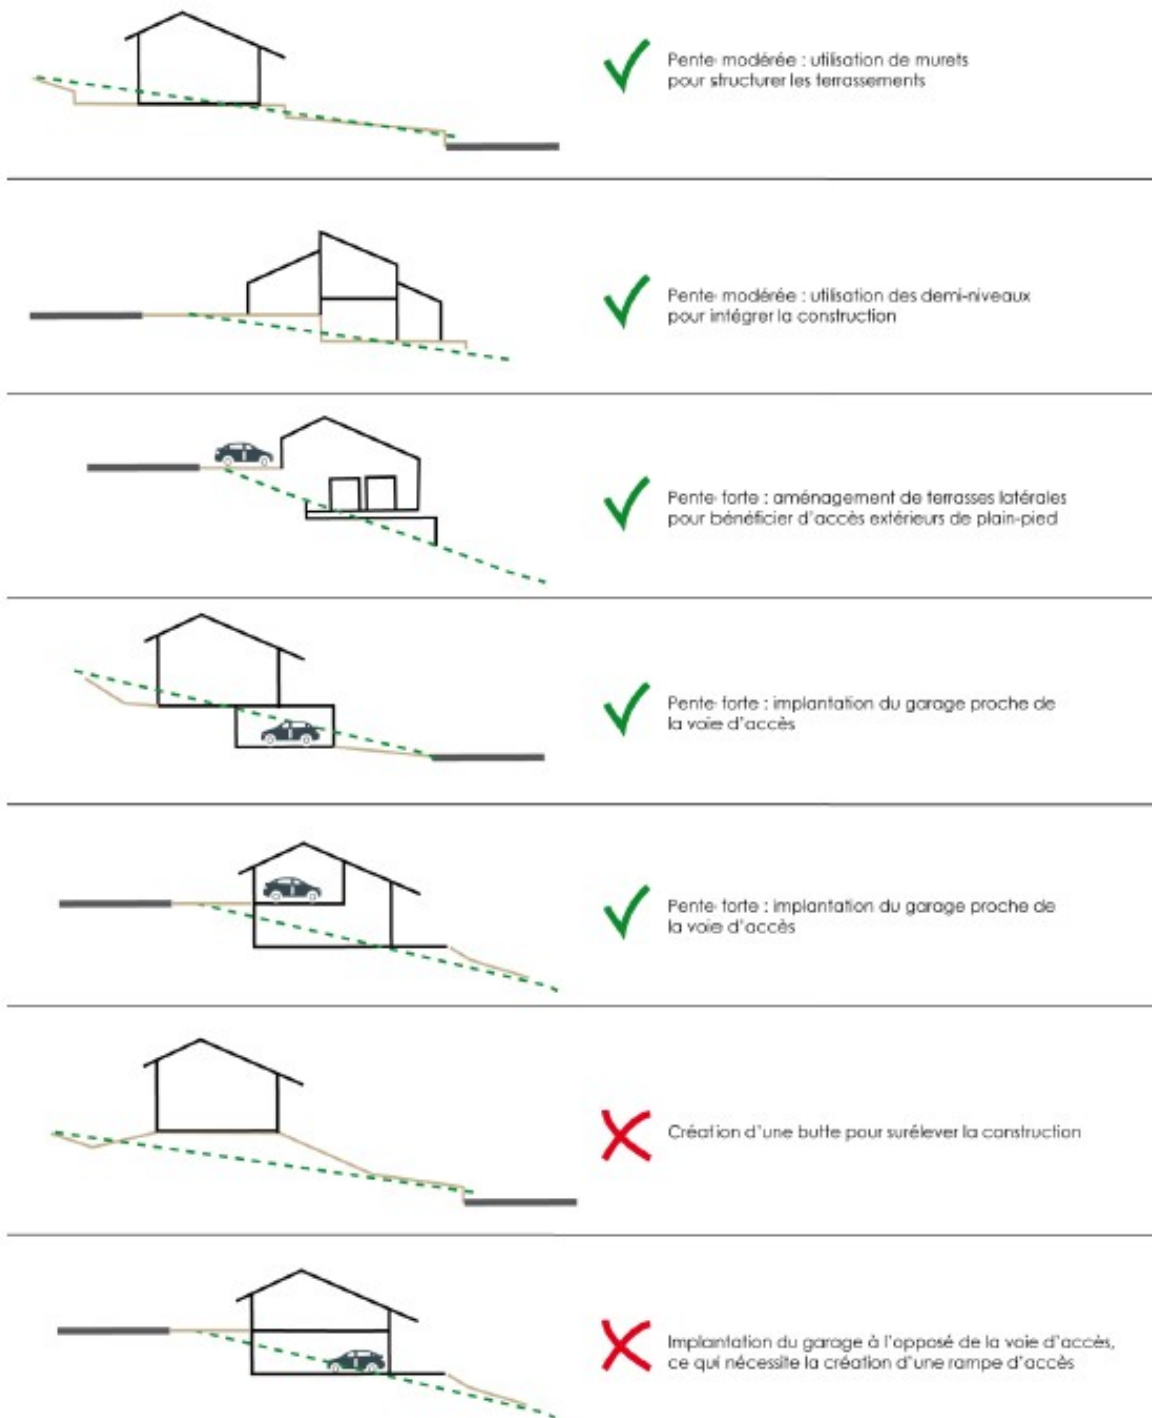 Pente modérée : utilisation de murets
pour structurer les terrassements
Pente modérée : utilisation des demi-niveaux
pour intégrer la construction
Pente forte : aménagement de terrasses latérales
pour bénéficier d'accès extérieurs de plain-pied
Pente forte : implantation du garage proche de
la voie d'accès
Pente forte : implantation du garage proche de
la voie d'accès
Création d'une butte pour surélever la construction
Implantation du garage à l'opposé de la voie d'accès,
ce qui nécessite la création d'une rampe d'accès